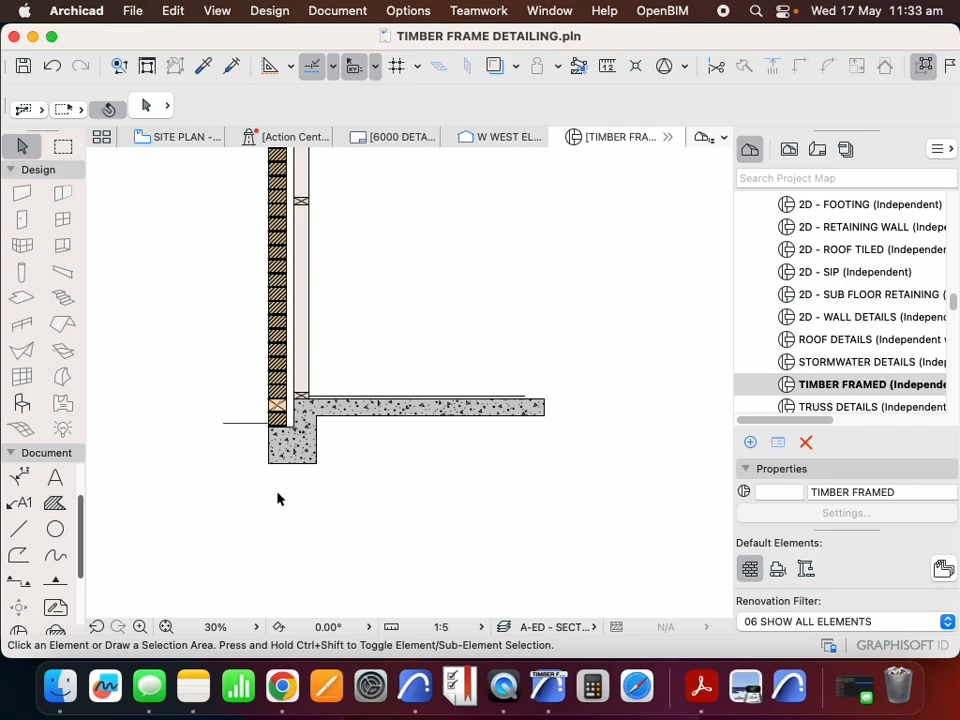 Archicad File Edit View Design Document Options Teamwork Window Help OpenBIM Wed 17 May 11:33 am
TIMBER FRAME DETAILING.pln
SITE PLAN -... [Action Cent... [6000 DETA... W WEST EL... [TIMBER FRA...
Search Project Map
Design
2D - FOOTING (Independent)
2D - RETAINING WALL (Indepe
2D - ROOF TILED (Independen
2D - SIP (Independent)
2D - SUB FLOOR RETAINING (
2D - WALL DETAILS (Independ
ROOF DETAILS (Independent v
STORMWATER DETAILS (Inde
TIMBER FRAMED (Independe
TRUSS DETAILS (Independent
Document
Properties
TIMBER FRAMED
Settings...
Default Elements:
Renovation Filter:
06 SHOW ALL ELEMENTS
30% 0.00° 1:5 A-ED - SECT... N/A
Click an Element or Draw a Selection Area. Press and Hold Ctrl+Shift to Toggle Element/Sub-Element Selection.
GRAPHISOFT ID